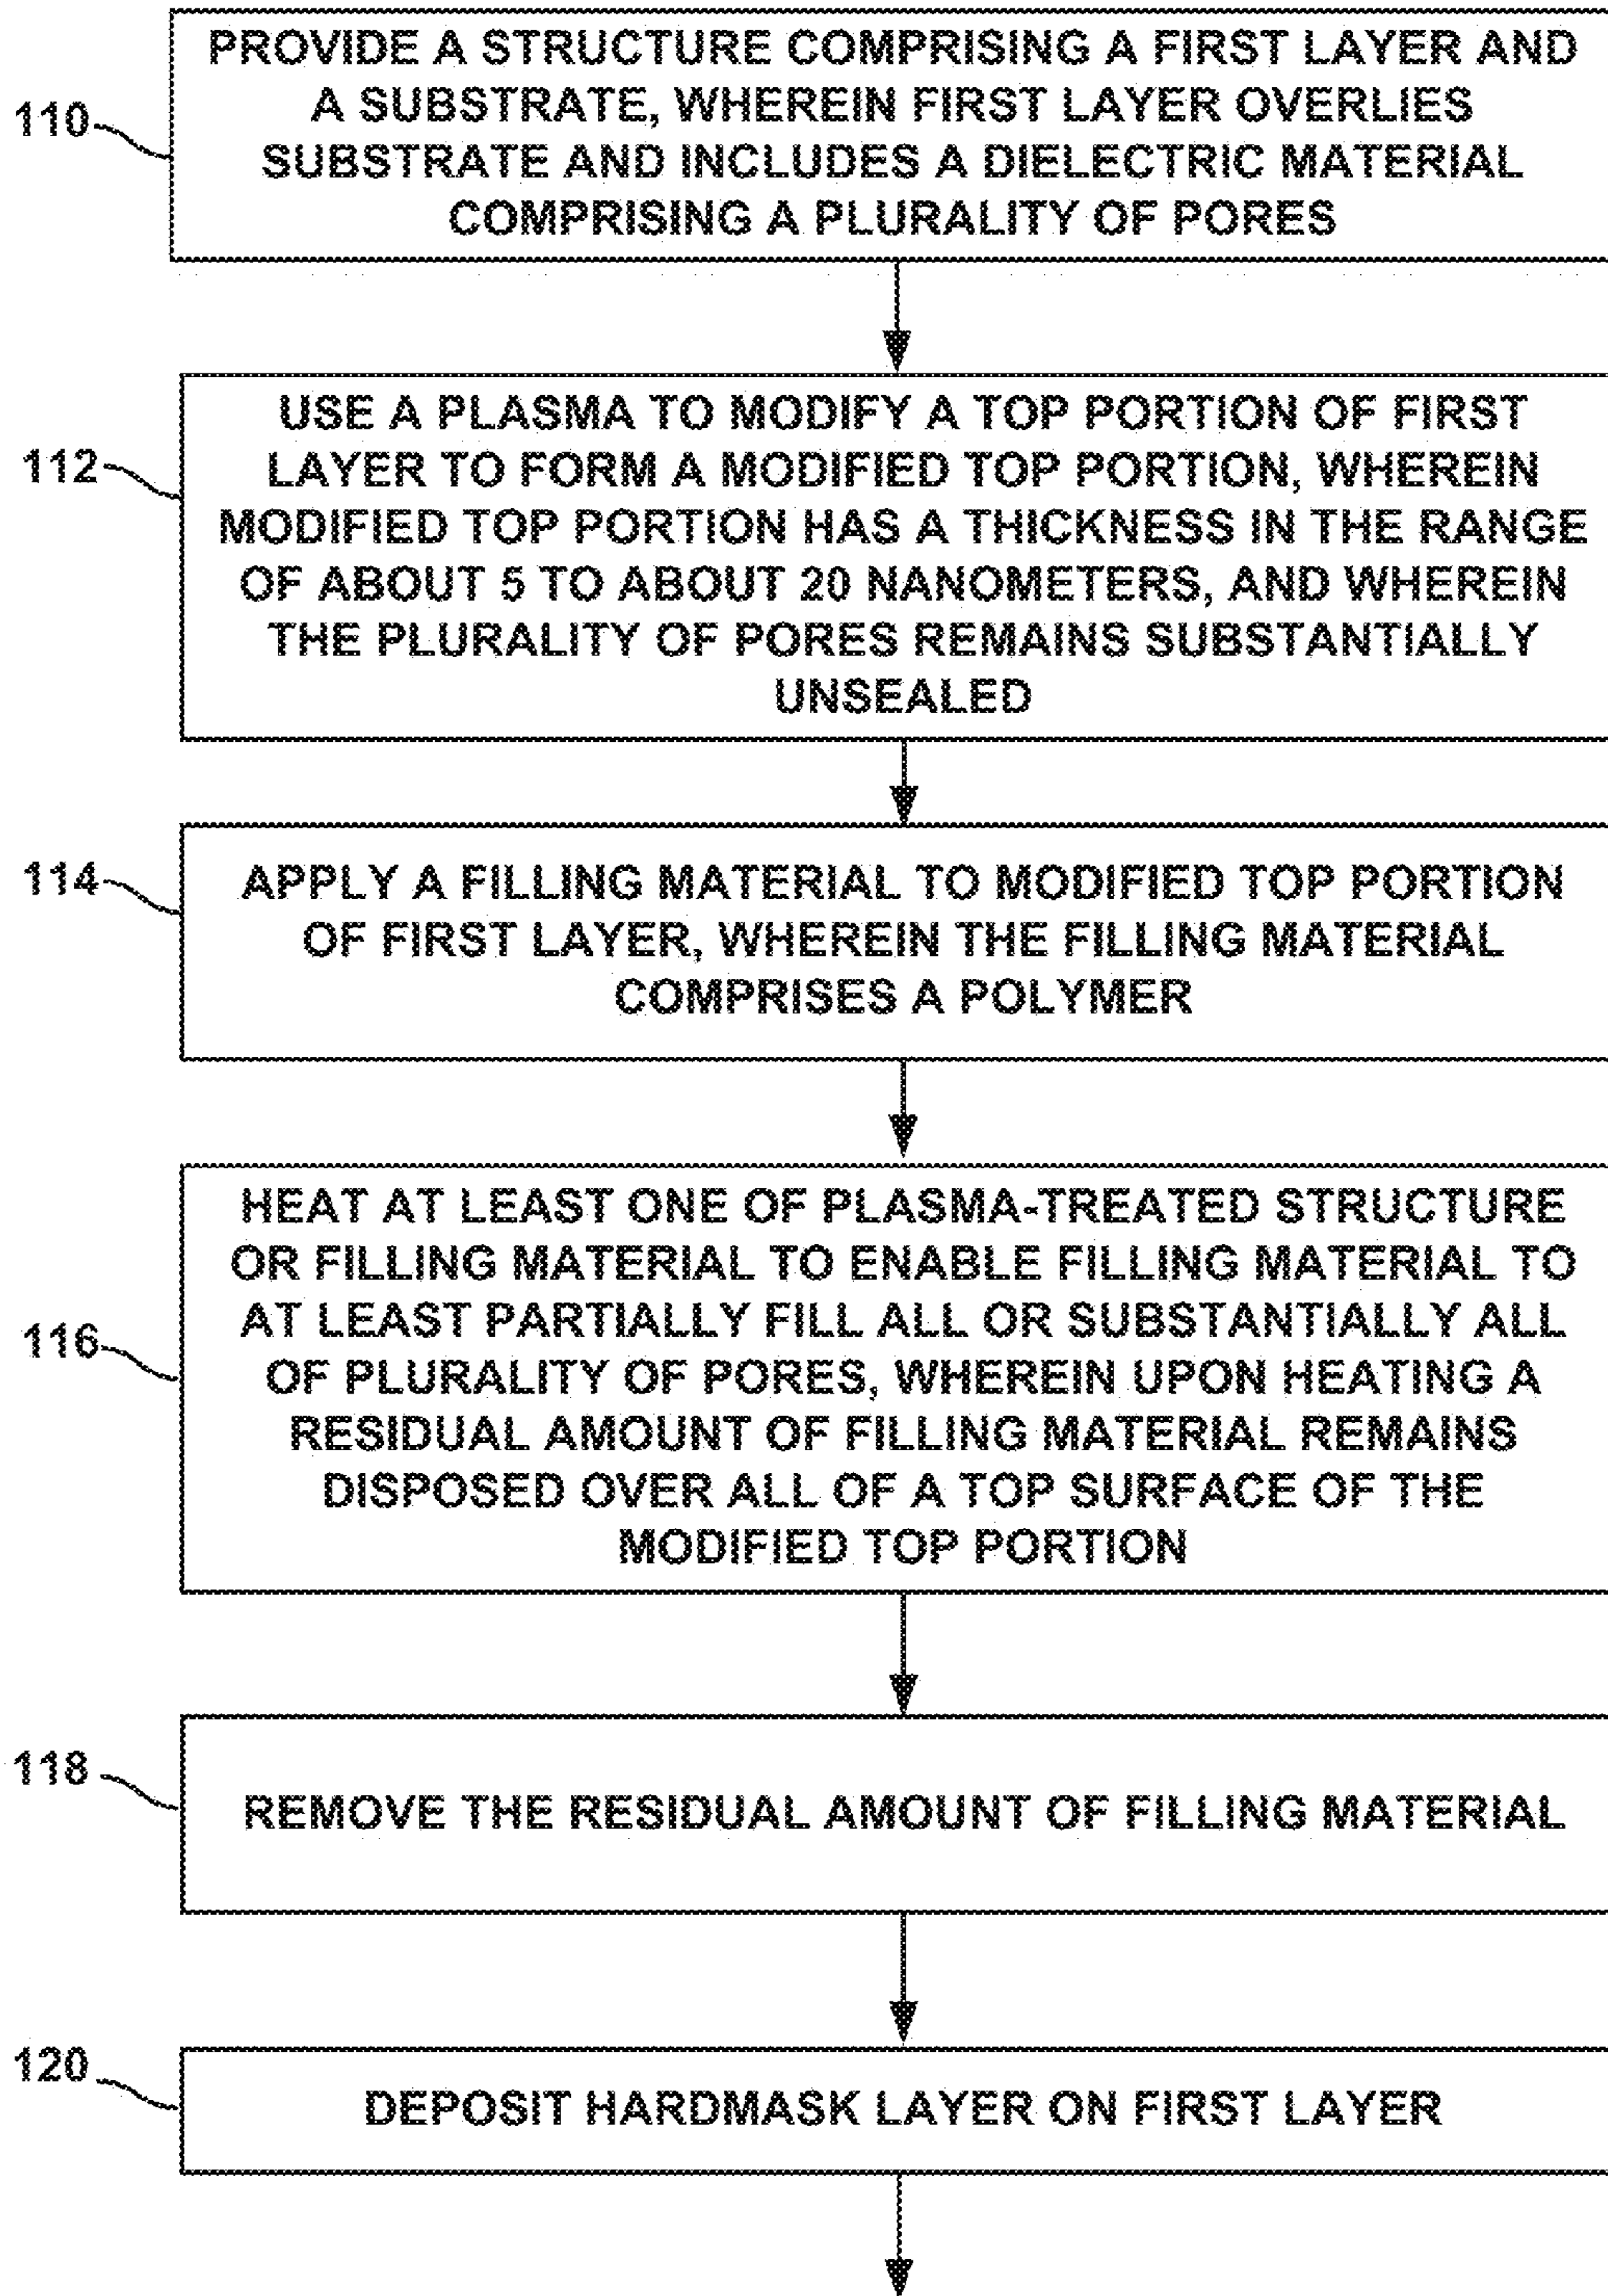 110
PROVIDE A STRUCTURE COMPRISING A FIRST LAYER AND
A SUBSTRATE, WHEREIN FIRST LAYER OVERLIES
SUBSTRATE AND INCLUDES A DIELECTRIC MATERIAL
COMPRISING A PLURALITY OF PORES
112
USE A PLASMA TO MODIFY A TOP PORTION OF FIRST
LAYER TO FORM A MODIFIED TOP PORTION, WHEREIN
MODIFIED TOP PORTION HAS A THICKNESS IN THE RANGE
OF ABOUT 5 TO ABOUT 20 NANOMETERS, AND WHEREIN
THE PLURALITY OF PORES REMAINS SUBSTANTIALLY
UNSEALED
114
APPLY A FILLING MATERIAL TO MODIFIED TOP PORTION
OF FIRST LAYER, WHEREIN THE FILLING MATERIAL
COMPRISES A POLYMER
116
HEAT AT LEAST ONE OF PLASMA-TREATED STRUCTURE
OR FILLING MATERIAL TO ENABLE FILLING MATERIAL TO
AT LEAST PARTIALLY FILL ALL OR SUBSTANTIALLY ALL
OF PLURALITY OF PORES, WHEREIN UPON HEATING A
RESIDUAL AMOUNT OF FILLING MATERIAL REMAINS
DISPOSED OVER ALL OF A TOP SURFACE OF THE
MODIFIED TOP PORTION
118
REMOVE THE RESIDUAL AMOUNT OF FILLING MATERIAL
120
DEPOSIT HARDMASK LAYER ON FIRST LAYER